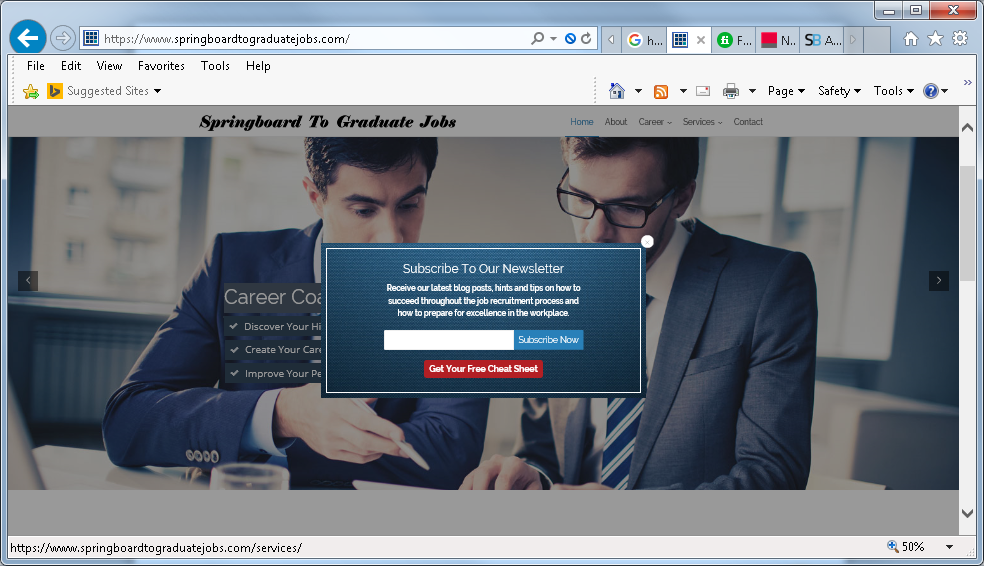 https://www.springboardtograduatejobs.com/
h...
F...
N...
A...
File Edit View Favorites Tools Help
Suggested Sites
Page Safety Tools
Springboard To Graduate Jobs
Home About Career Services Contact
Subscribe To Our Newsletter
Receive our latest blog posts, hints and tips on how to
succeed throughout the job recruitment process and
how to prepare for excellence in the workplace.
Subscribe Now
Get Your Free Cheat Sheet
Career Coa
Discover Your Hi
Create Your Care
Improve Your Pe
https://www.springboardtograduatejobs.com/services/
50%